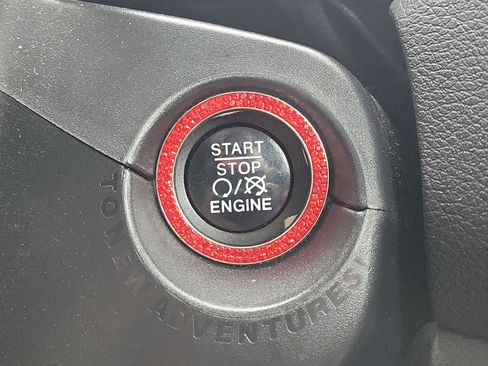 START
STOP
ENGINE
TO NEW ADVENTURES!